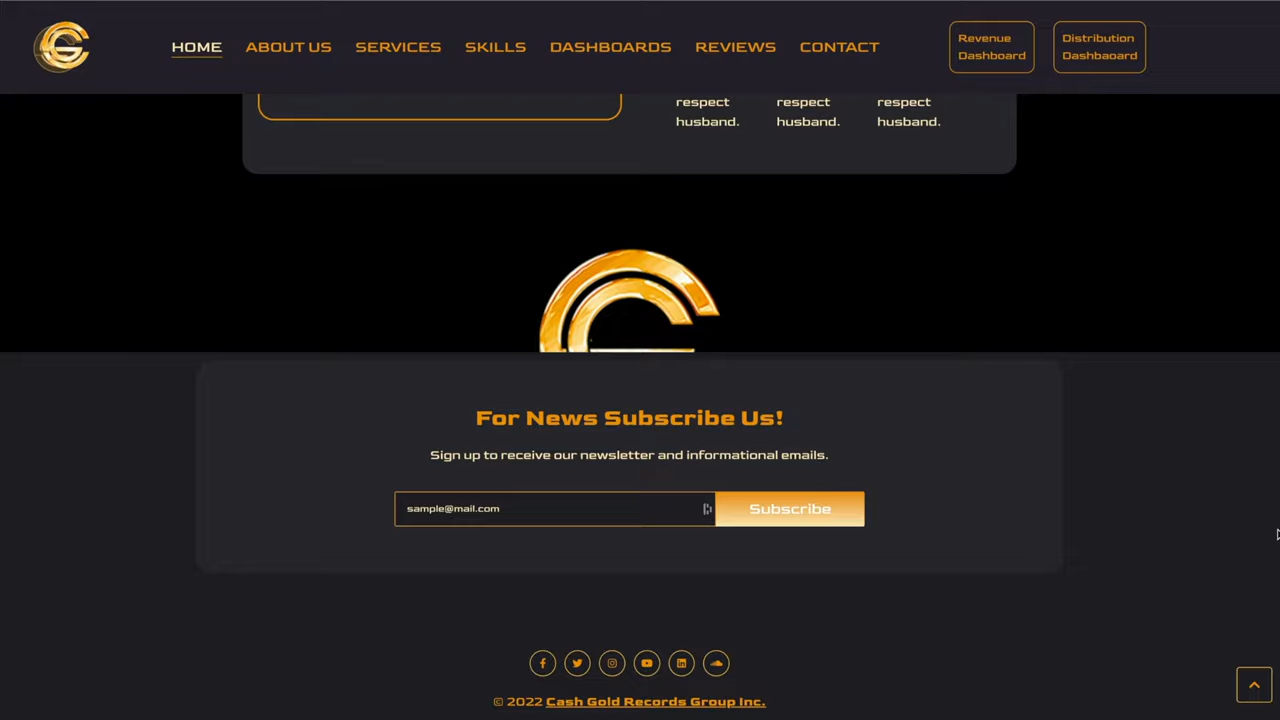 HOME ABOUT US SERVICES SKILLS DASHBOARDS REVIEWS CONTACT
Revenue
Dashboard
Distribution
Dashbaoard
respect respect respect
husband. husband. husband.
For News Subscribe Us!
Sign up to receive our newsletter and informational emails.
sample@mail.com Subscribe
© 2022 Cash Gold Records Group Inc.